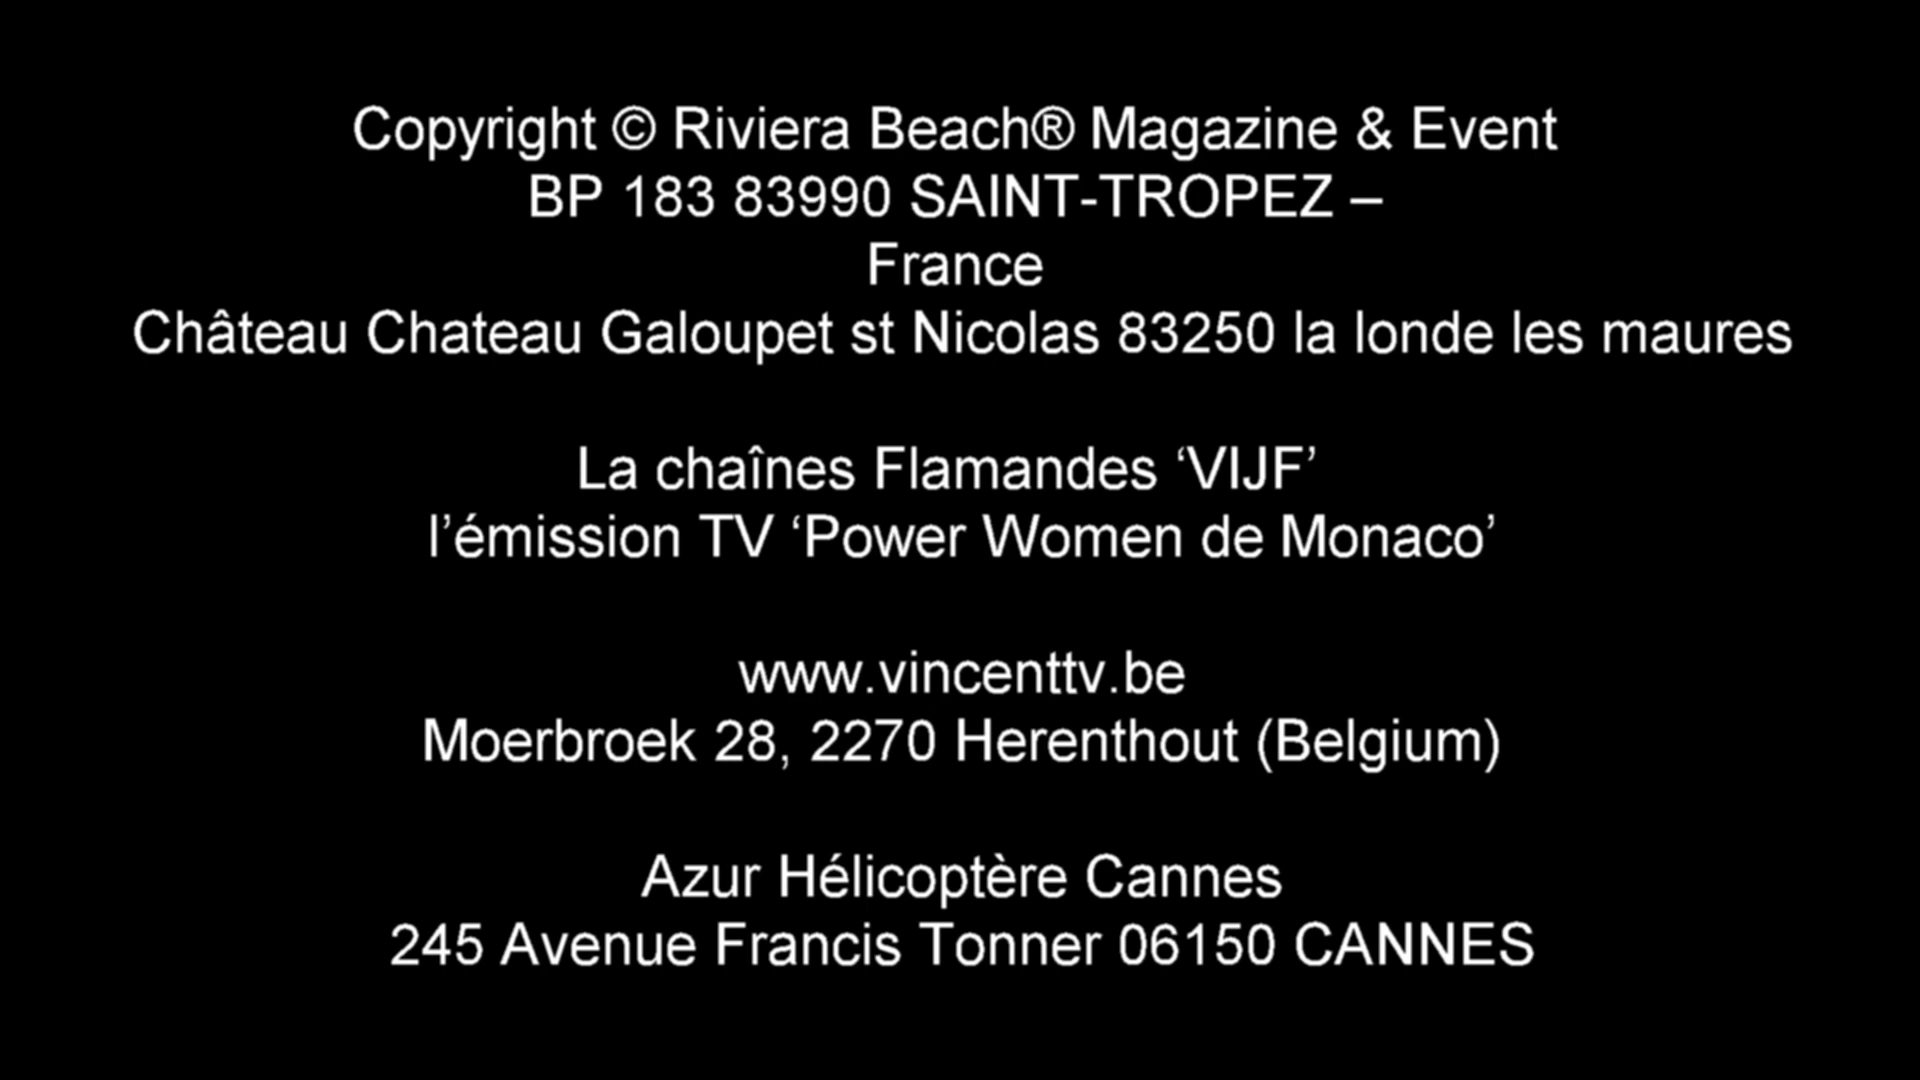 Copyright © Riviera Beach® Magazine & Event
BP 183 83990 SAINT-TROPEZ –
France
Château Chateau Galoupet st Nicolas 83250 la londe les maures
La chaînes Flamandes ‘VIJF’
l’émission TV ‘Power Women de Monaco’
www.vincenttv.be
Moerbroek 28, 2270 Herenthout (Belgium)
Azur Hélicoptère Cannes
245 Avenue Francis Tonner 06150 CANNES